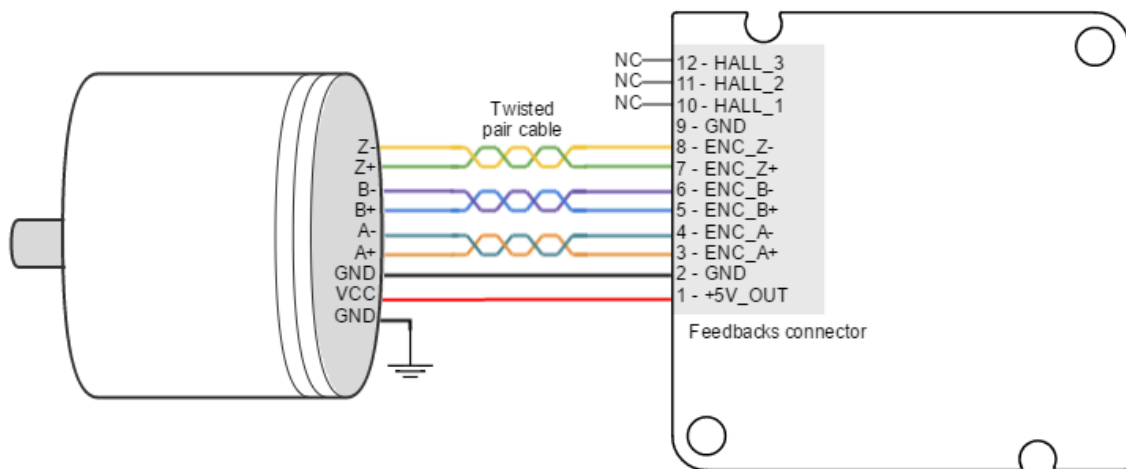 NC
12 - HALL_3
NC
11 - HALL_2
NC
10 - HALL_1
9 - GND
8 - ENC_Z-
7 - ENC_Z+
6 - ENC_B-
5 - ENC_B+
4 - ENC_A-
3 - ENC_A+
2 - GND
1 - +5V_OUT
Feedbacks connector
Twisted
pair cable
Z-
Z+
B-
B+
A-
A+
GND
VCC
GND